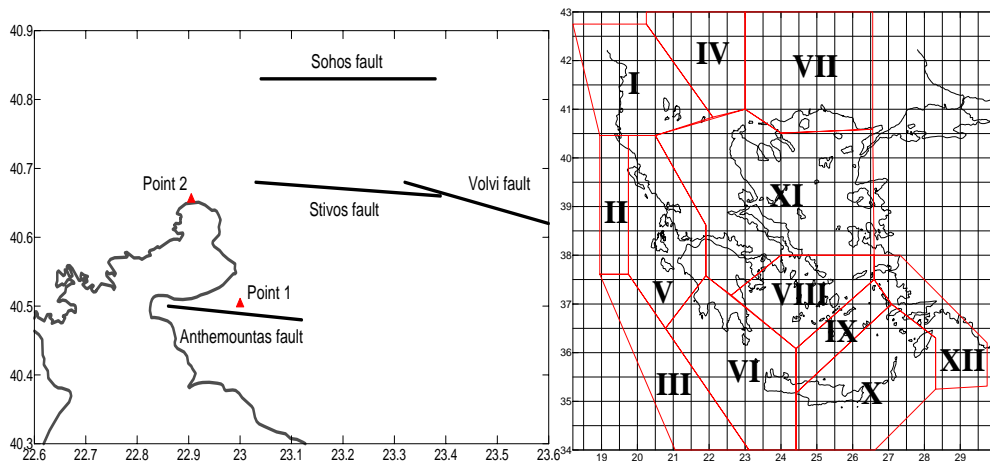 40.9
40.8
40.7
40.6
40.5
40.4
40.3
22.6 22.7 22.8 22.9 23 23.1 23.2 23.3 23.4 23.5 23.6
Sohos fault
Point 2
Volvi fault
Stivos fault
Point 1
Anthemountas fault
43
42
41
40
39
38
37
36
35
34
19 20 21 22 23 24 25 26 27 28 29
IV
VII
I
XI
II
V
VIII
IX
VI
XII
III
X